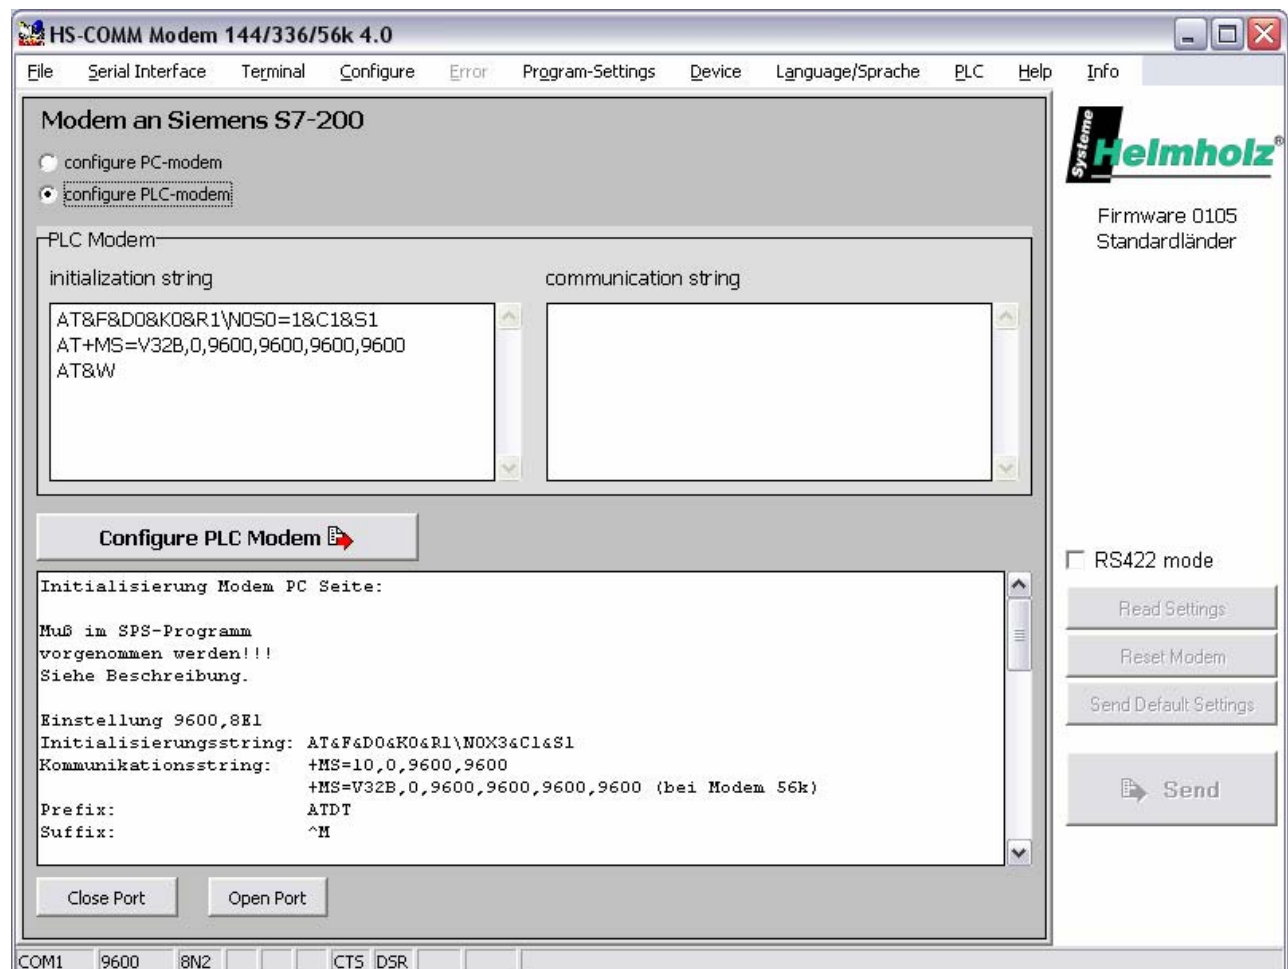 HS-COMM Modem 144/336/56k 4.0
File Serial Interface Terminal Configure Error Program-Settings Device Language/Sprache PLC Help Info
Modem an Siemens S7-200
configure PC-modem
configure PLC-modem
PLC Modem
initialization string
AT&F&D0&K0&R1\N0S0=1&C1&S1
AT+MS=V32B,0,9600,9600,9600,9600
AT&W
communication string
Configure PLC Modem
Initialisierung Modem PC Seite:
Muß im SPS-Programm
vorgenommen werden!!!
Siehe Beschreibung.
Einstellung 9600,8E1
Initialisierungsstring: AT&F&D0&K0&R1\N0X3&C1&S1
Kommunikationsstring: +MS=10,0,9600,9600
+MS=V32B,0,9600,9600,9600,9600 (bei Modem 56k)
Prefix: ATDT
Suffix: ^M
Close Port Open Port
Systeme
Helmholz®
Firmware 0105
Standardländer
RS422 mode
Read Settings
Reset Modem
Send Default Settings
Send
COM1 9600 8N2 CTS DSR